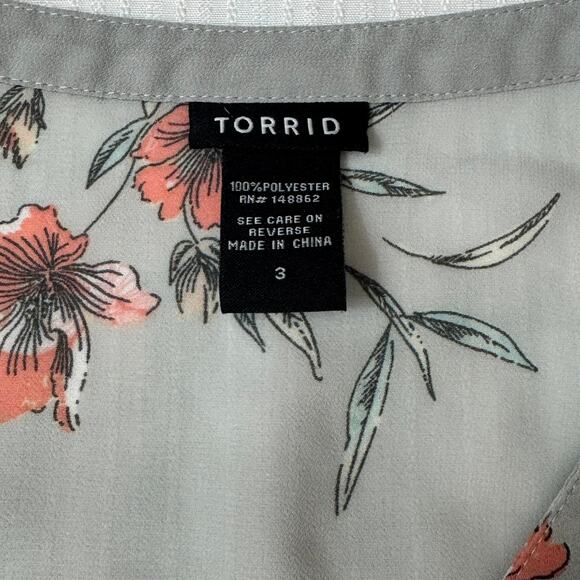 TORRID
100%POLYESTER
RN# 148862
SEE CARE ON
REVERSE
MADE IN CHINA
3